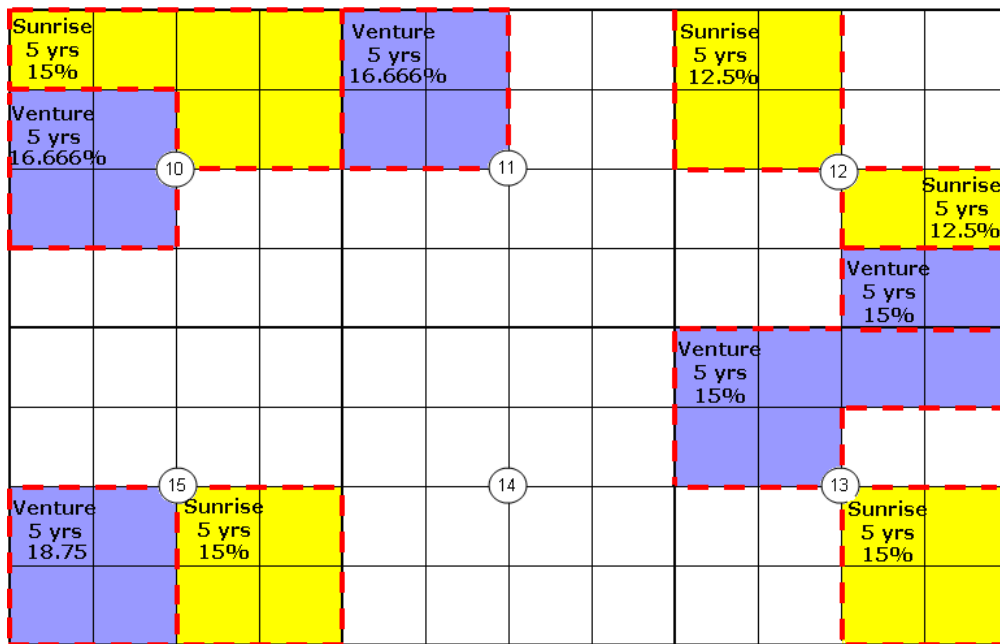 Sunrise
5 yrs
15%
Venture
5 yrs
16.666%
Sunrise
5 yrs
12.5%
Venture
5 yrs
16.666%
10
11
12
Sunrise
5 yrs
12.5%
Venture
5 yrs
15%
Venture
5 yrs
15%
15
14
13
Venture
5 yrs
18.75
Sunrise
5 yrs
15%
Sunrise
5 yrs
15%